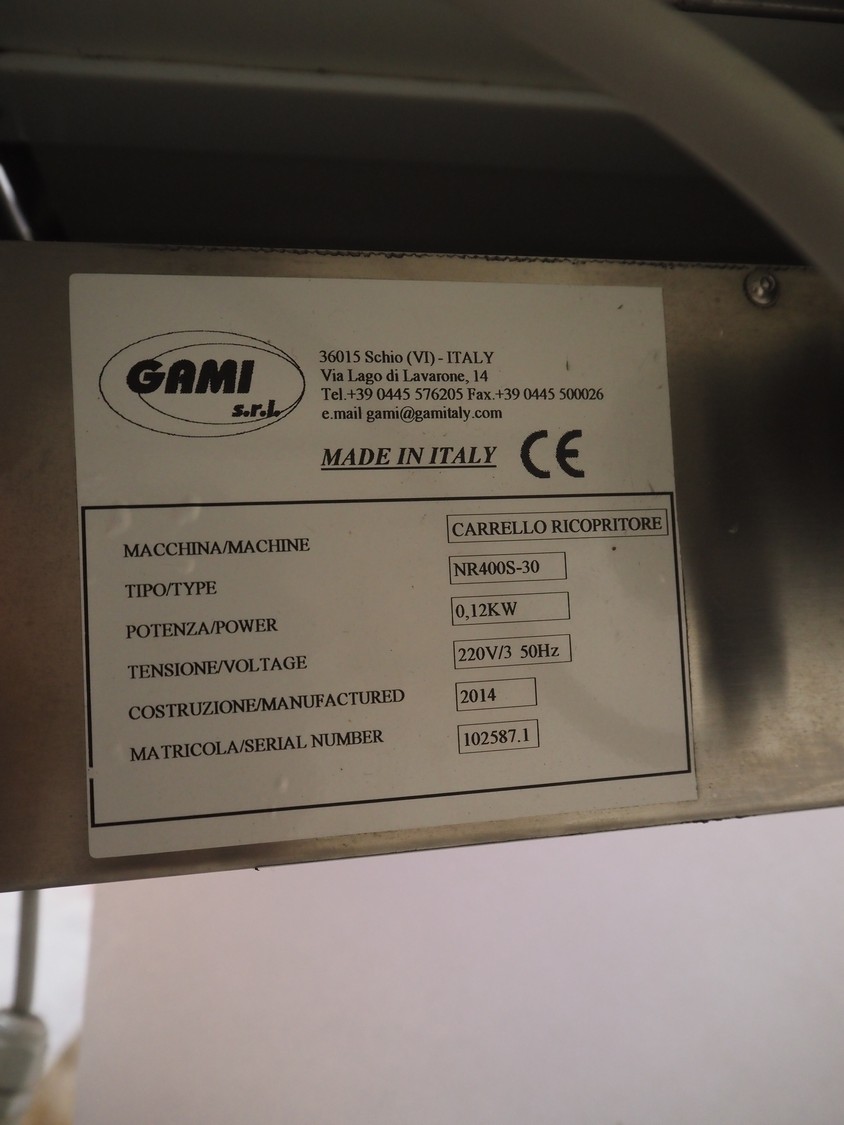 GAMI
s.r.l.
36015 Schio (VI) - ITALY
Via Lago di Lavarone, 14
Tel.+39 0445 576205 Fax.+39 0445 500026
e.mail gami@gamitaly.com
MADE IN ITALY CE
MACCHINA/MACHINE CARRELLO RICOPRITORE
TIPO/TYPE NR400S-30
POTENZA/POWER 0,12KW
TENSIONE/VOLTAGE 220V/3 50Hz
COSTRUZIONE/MANUFACTURED 2014
MATRICOLA/SERIAL NUMBER 102587.1